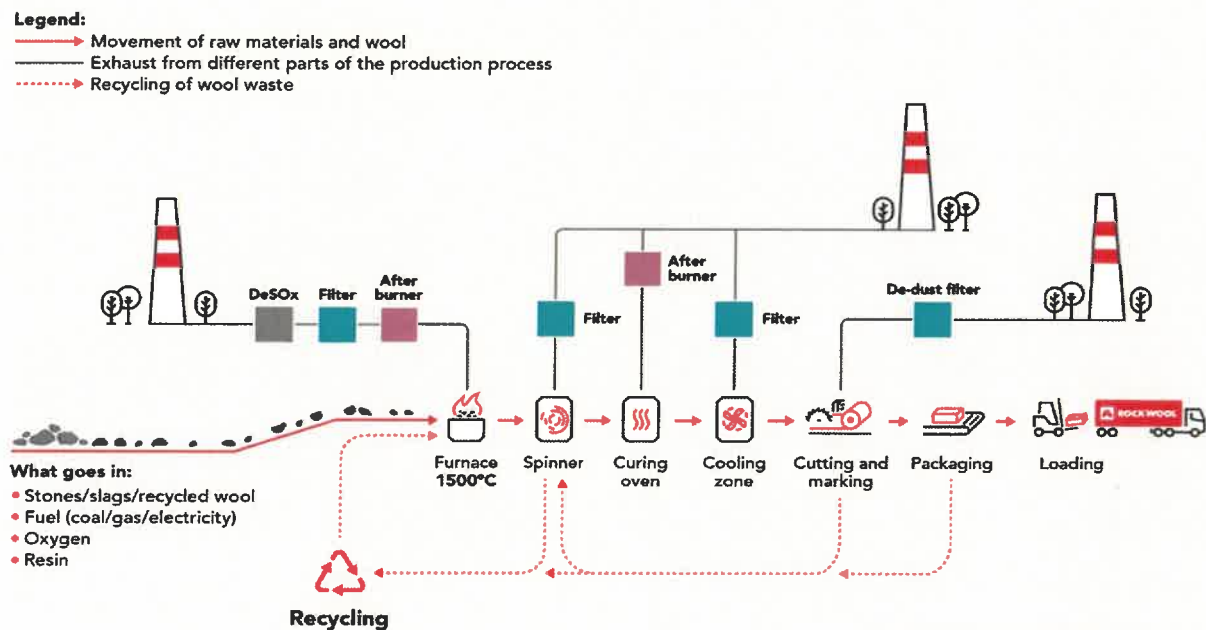 Legend:
Movement of raw materials and wool
Exhaust from different parts of the production process
Recycling of wool waste
DeSOx
Filter
After
burner
Filter
After
burner
Filter
De-dust filter
ROCKWOOL
What goes in:
• Stones/slags/recycled wool
• Fuel (coal/gas/electricity)
• Oxygen
• Resin
Furnace
1500°C
Spinner
Curing
oven
Cooling
zone
Cutting and
marking
Packaging
Loading
Recycling